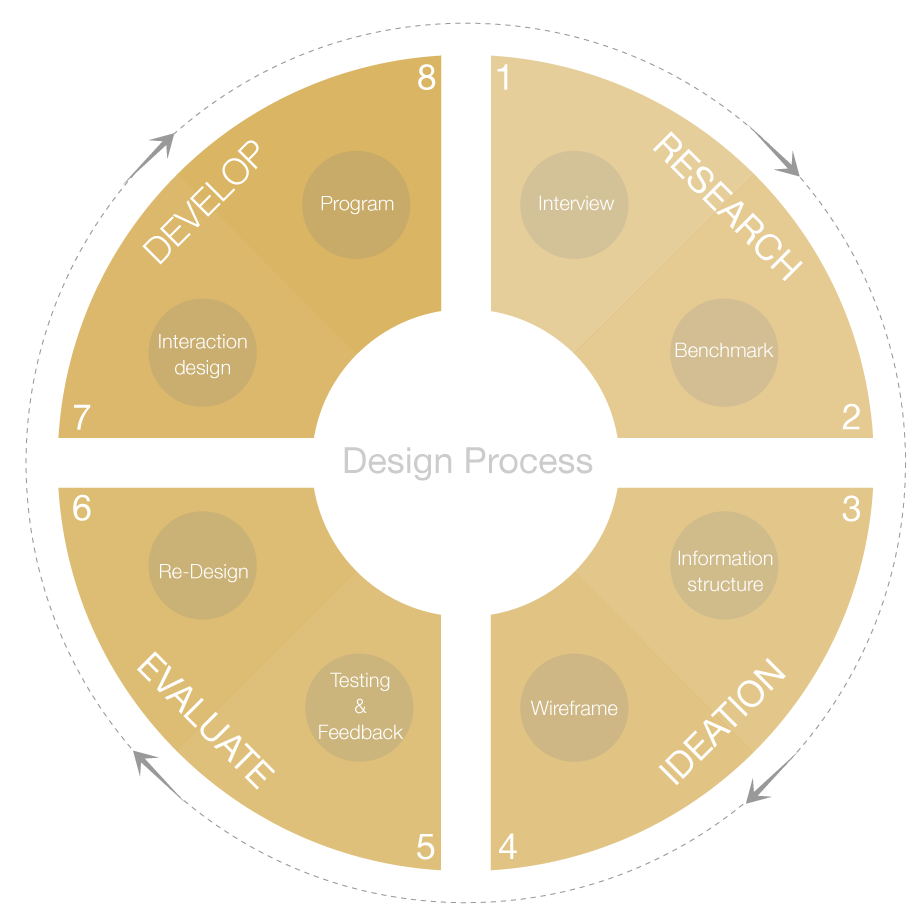 Design Process
1
RESEARCH
Interview
Benchmark
2
3
Information
structure
IDEATION
Wireframe
4
5
Testing
&
Feedback
EVALUATE
Re-Design
6
7
Interaction
design
DEVELOP
Program
8